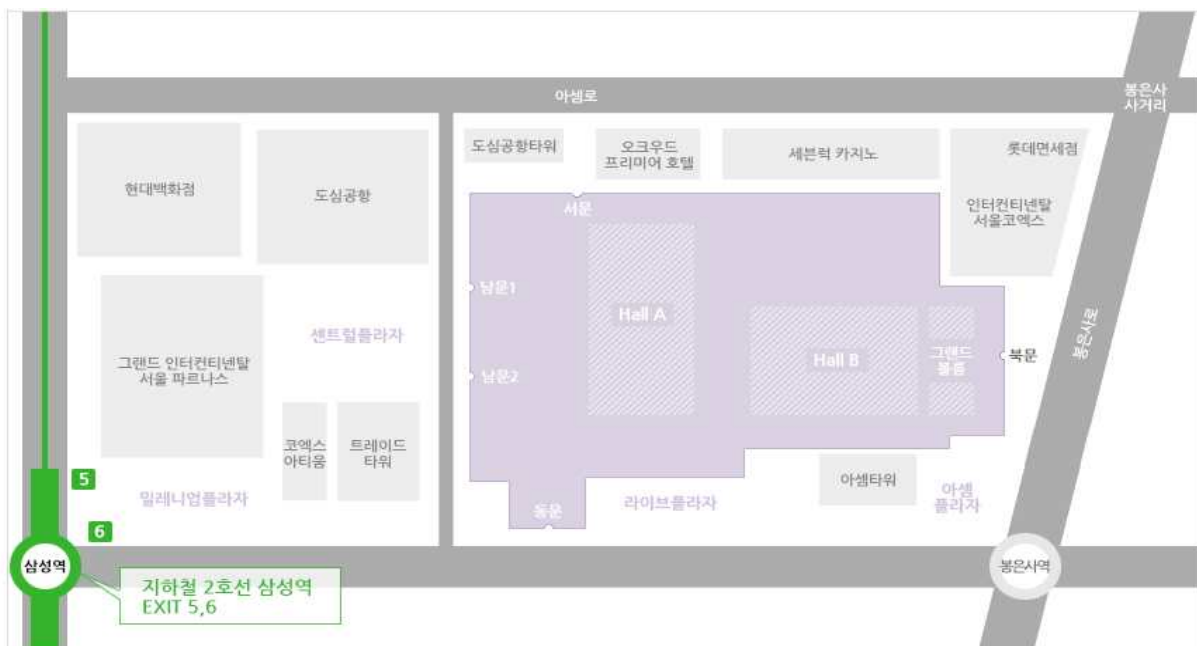 아셈로
봉은사
사거리
도심공항타워
오크우드
프리미어 호텔
세븐럭 카지노
롯데면세점
현대백화점
도심공항
서문
인터컨티넨탈
서울코엑스
남문1
Hall A
센트럴플라자
봉은사로
그랜드 인터컨티넨탈
서울 파르나스
남문2
Hall B
그랜드
볼룸
북문
코엑스
아티움
트레이드
타워
5
밀레니엄플라자
아셈타워
라이브플라자
아셈
플라자
동문
6
삼성역
봉은사역
지하철 2호선 삼성역
EXIT 5,6